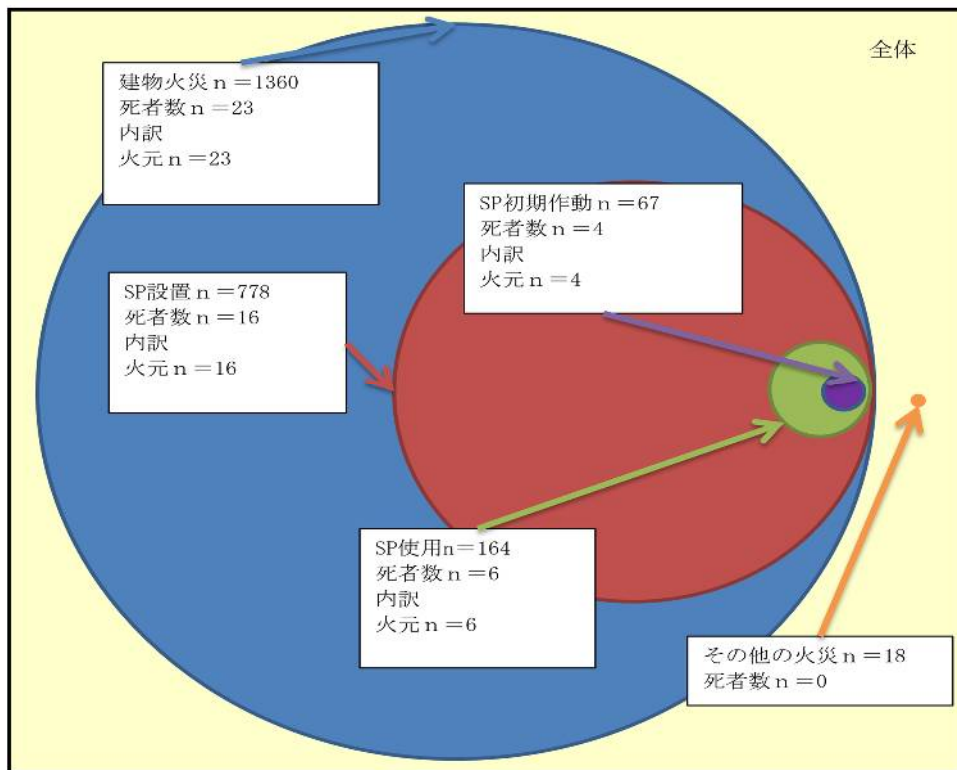 全体
建物火災ｎ＝1360
死者数ｎ＝23
内訳
火元ｎ＝23
SP初期作動ｎ＝67
死者数ｎ＝4
内訳
火元ｎ＝4
SP設置ｎ＝778
死者数ｎ＝16
内訳
火元ｎ＝16
SP使用n＝164
死者数ｎ＝6
内訳
火元ｎ＝6
その他の火災ｎ＝18
死者数ｎ＝0